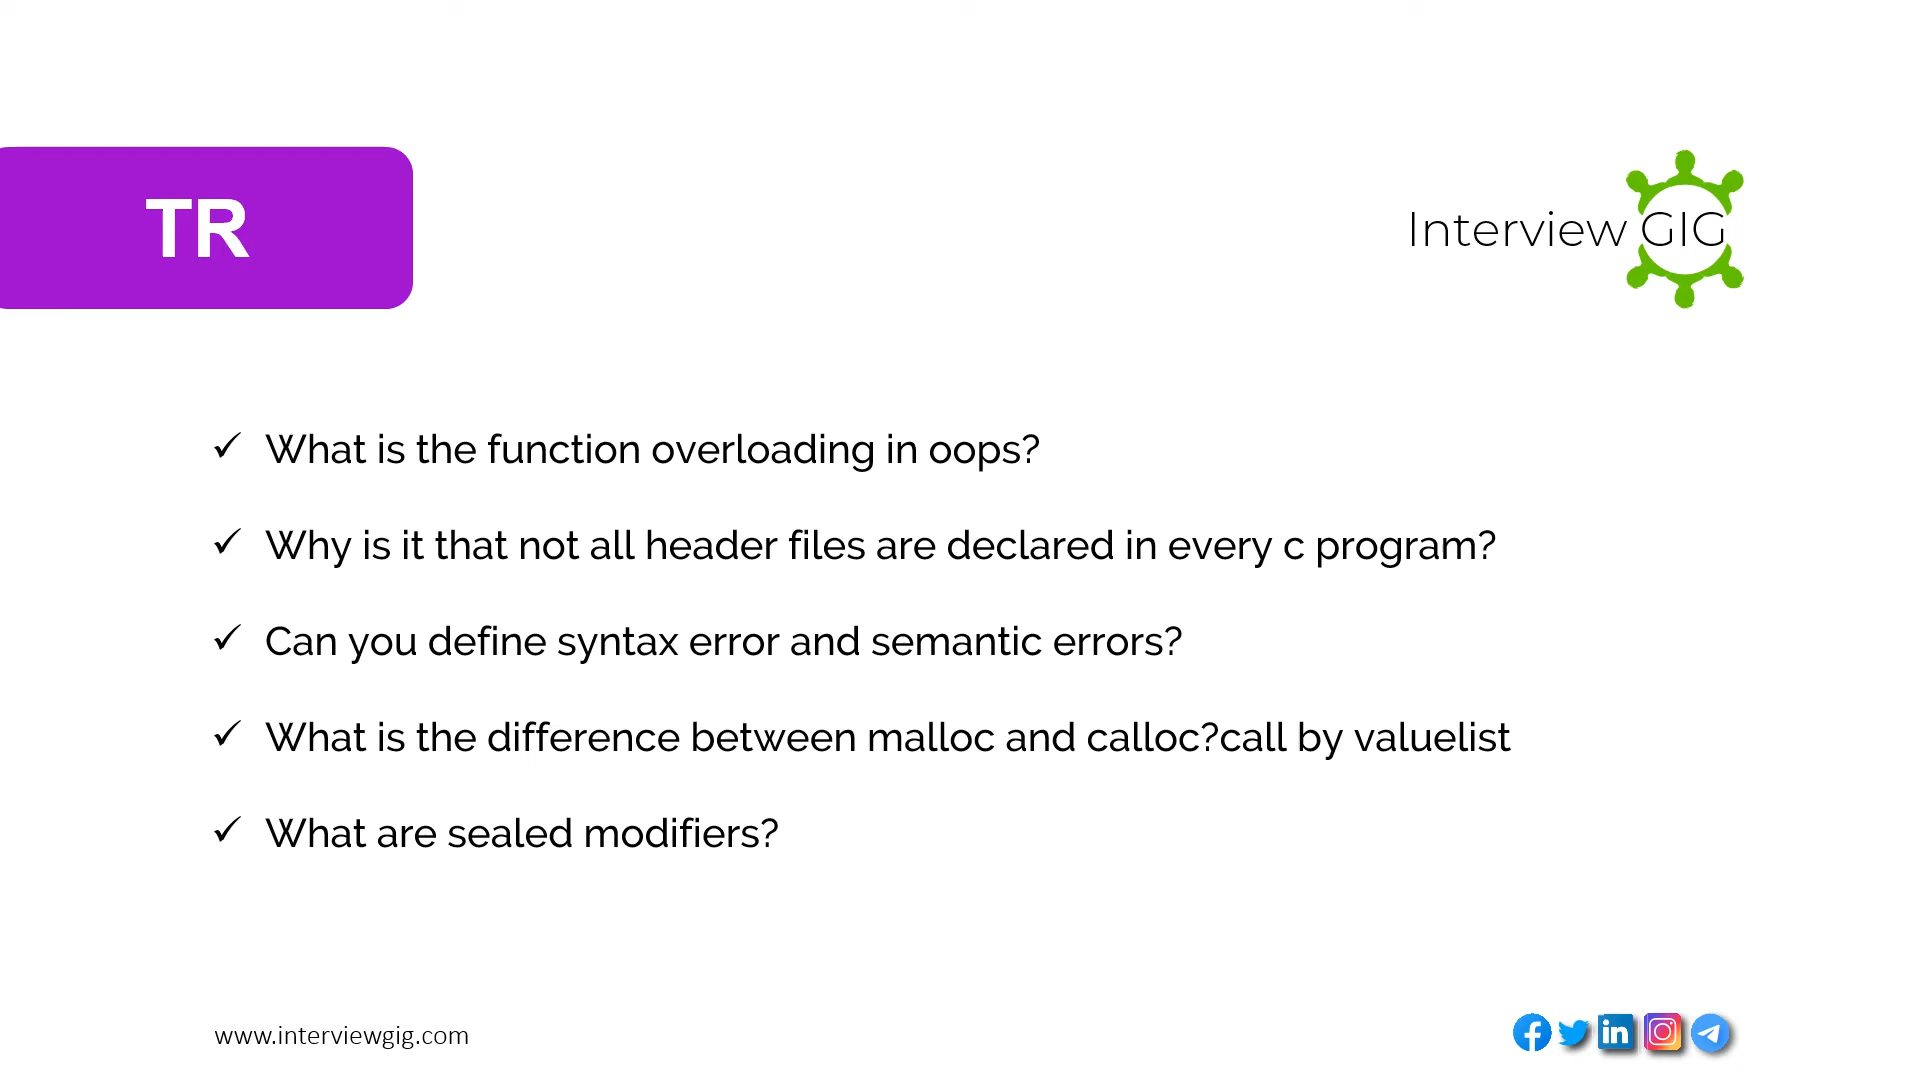 TR
Interview GIG
What is the function overloading in oops?
Why is it that not all header files are declared in every c program?
Can you define syntax error and semantic errors?
What is the difference between malloc and calloc?call by valuelist
What are sealed modifiers?
www.interviewgig.com